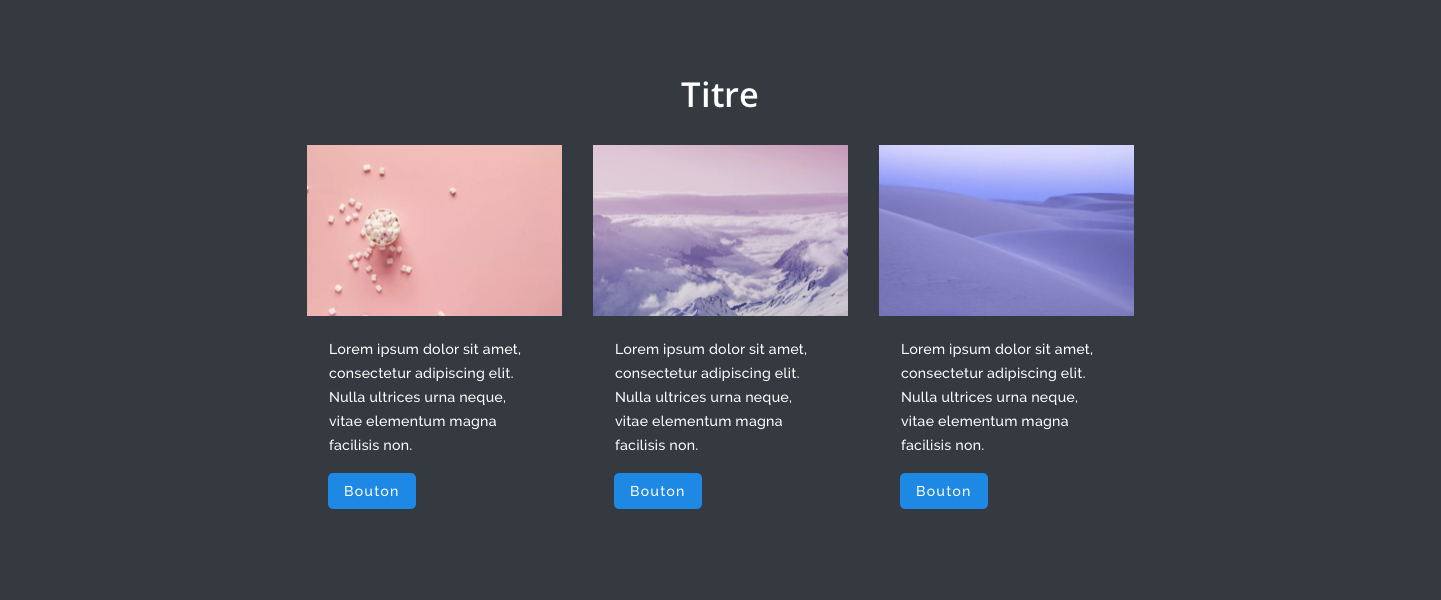 Titre
Lorem ipsum dolor sit amet,
consectetur adipiscing elit.
Nulla ultrices urna neque,
vitae elementum magna
facilisis non.
Bouton
Lorem ipsum dolor sit amet,
consectetur adipiscing elit.
Nulla ultrices urna neque,
vitae elementum magna
facilisis non.
Bouton
Lorem ipsum dolor sit amet,
consectetur adipiscing elit.
Nulla ultrices urna neque,
vitae elementum magna
facilisis non.
Bouton